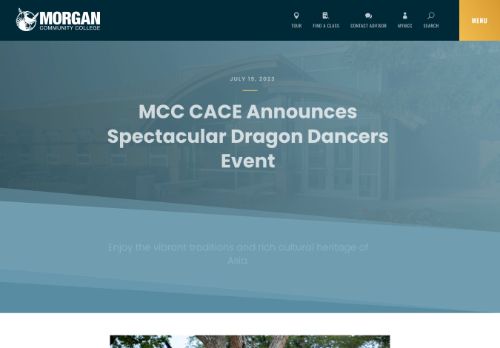 MORGAN
COMMUNITY COLLEGE
TOUR
FIND A CLASS
CONTACT ADVISOR
MYMCC
SEARCH
MENU
JULY 15, 2023
MCC CACE Announces
Spectacular Dragon Dancers
Event
Enjoy the vibrant traditions and rich cultural heritage of
Asia.